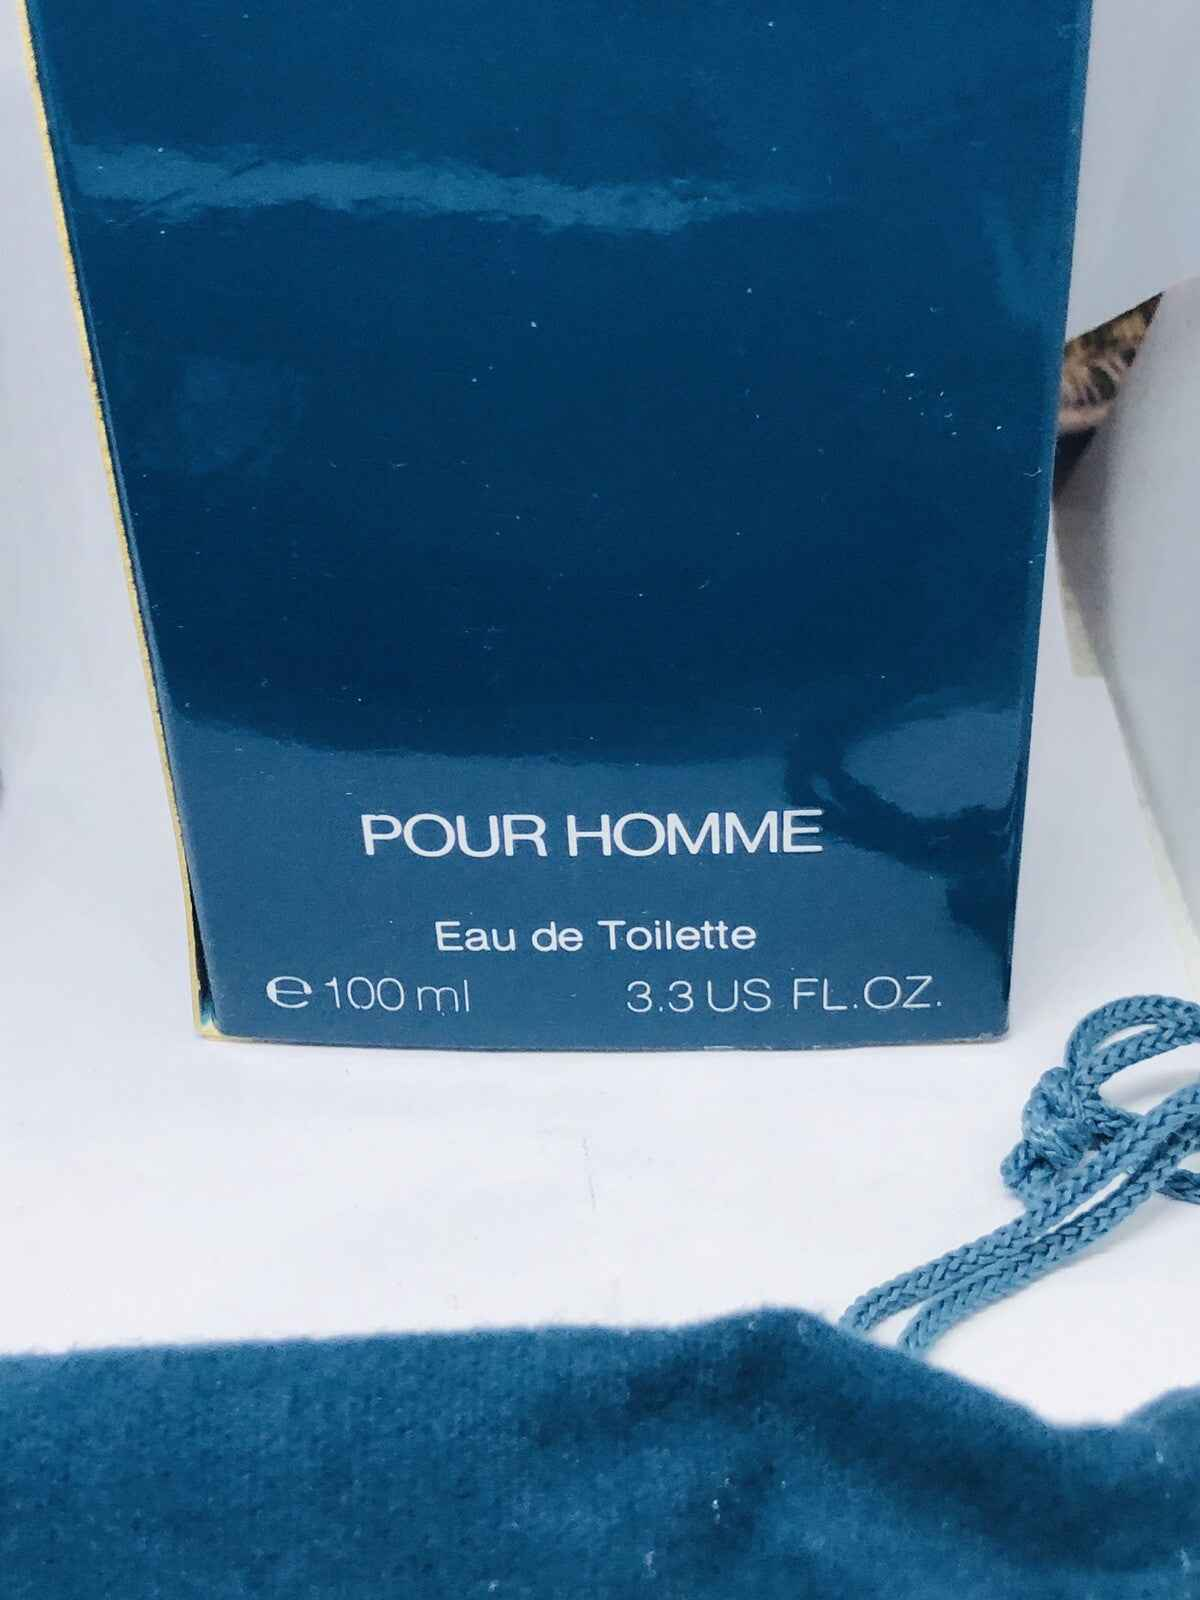 POUR HOMME
Eau de Toilette
℮ 100 ml 3.3 US FL.OZ.